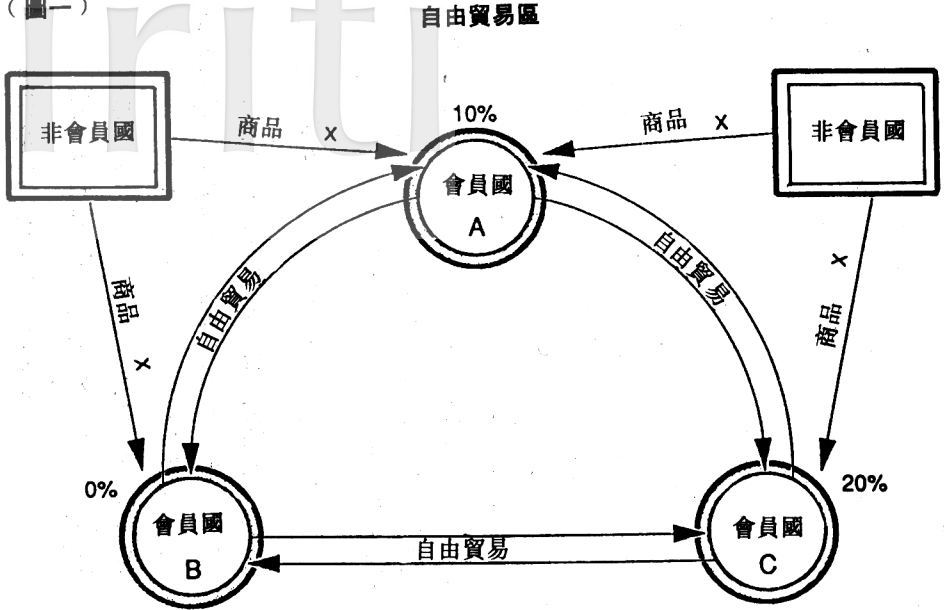 （圖一）
自由貿易區
非會員國
商品 X
10%
商品 X
非會員國
會員國
A
商品 X
自由貿易
自由貿易
商品 X
0%
會員國
B
自由貿易
會員國
C
20%
iriti